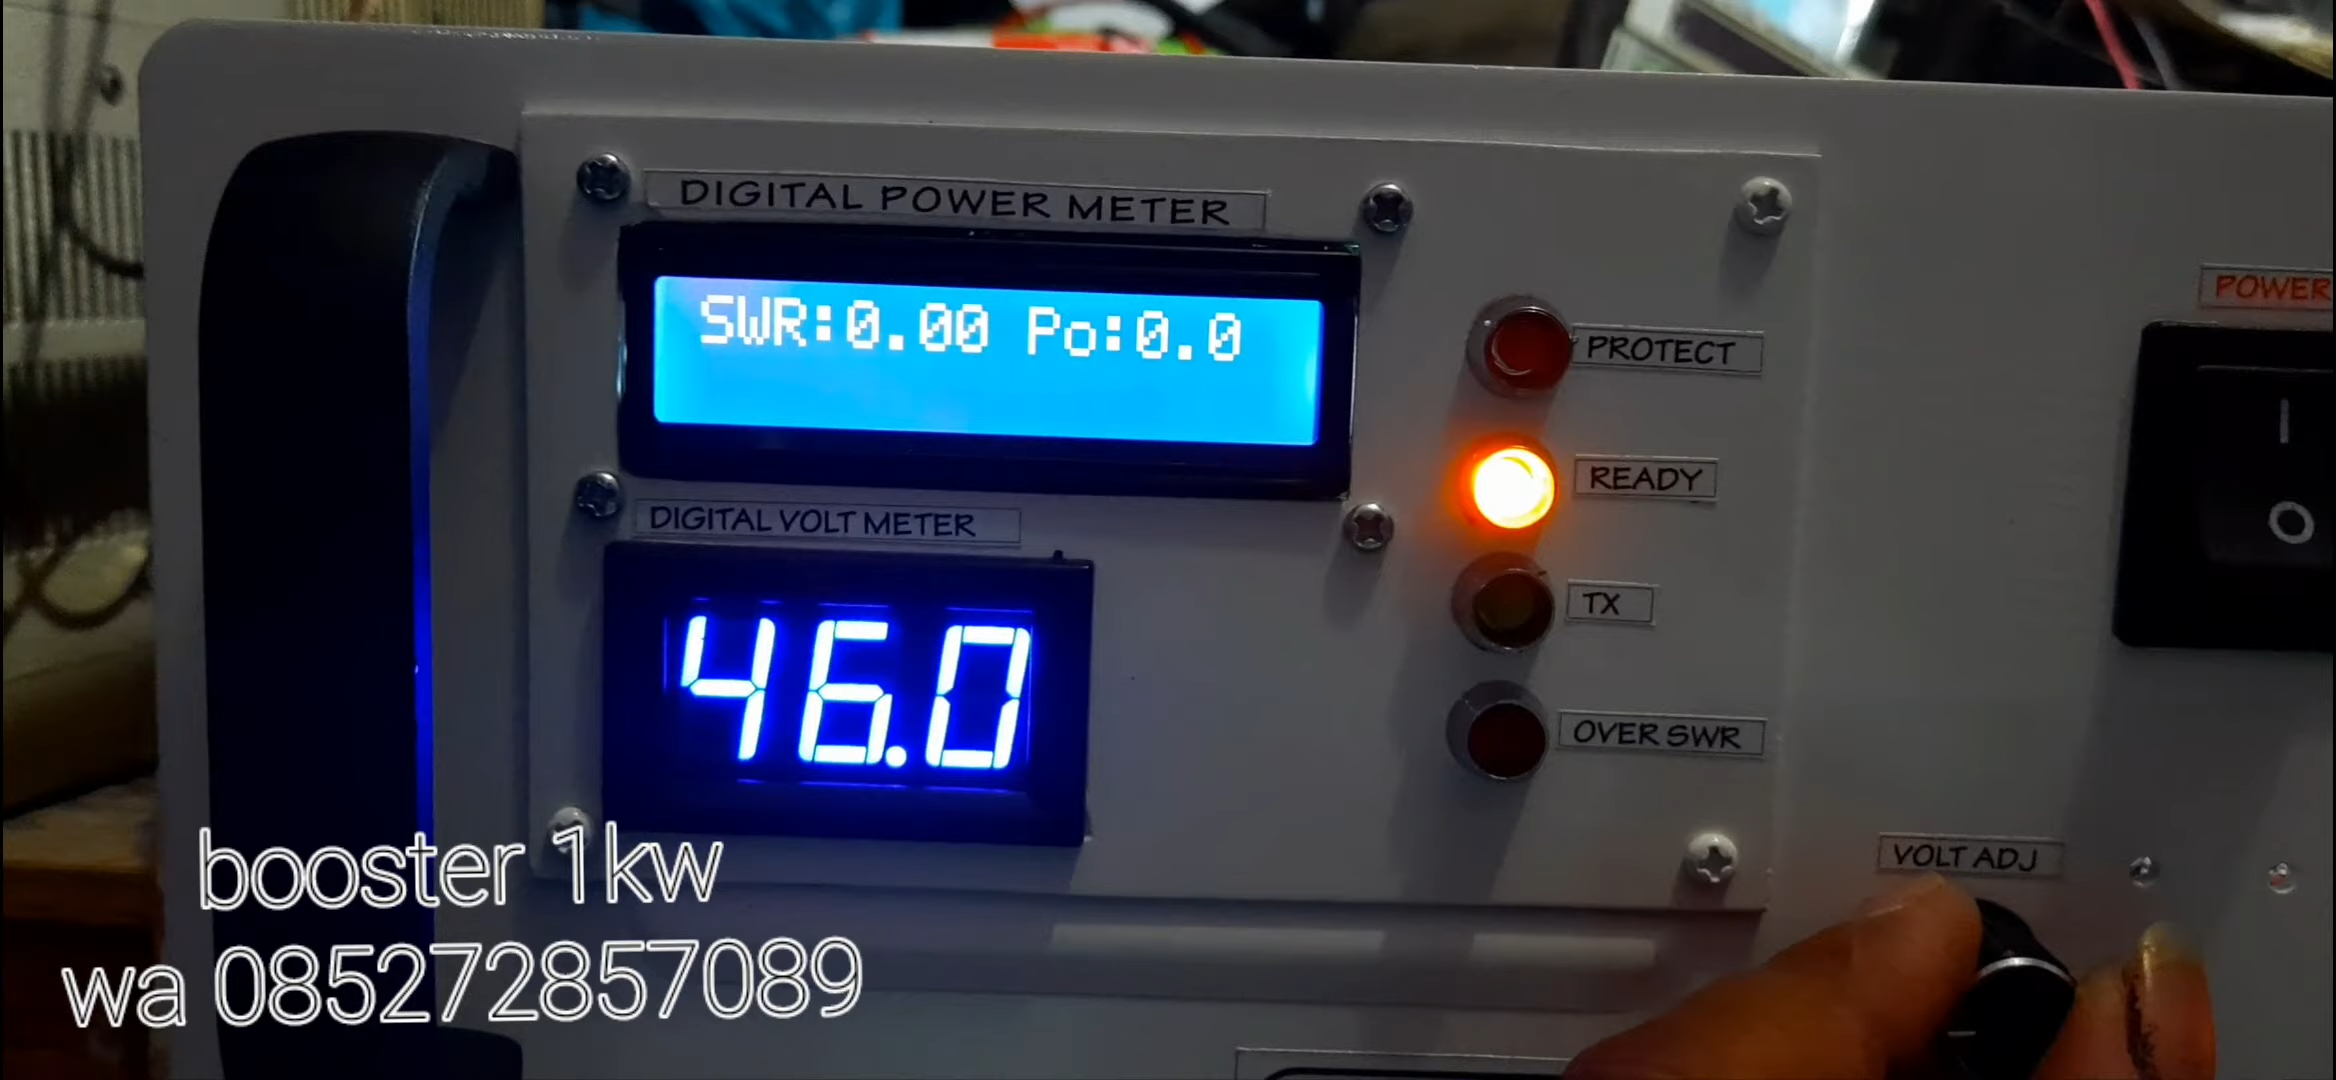 DIGITAL POWER METER
SWR:0.00 Po:0.0
PROTECT
POWER
READY
DIGITAL VOLT METER
TX
46.0
OVER SWR
VOLT ADJ
booster 1kw
wa 085272857089